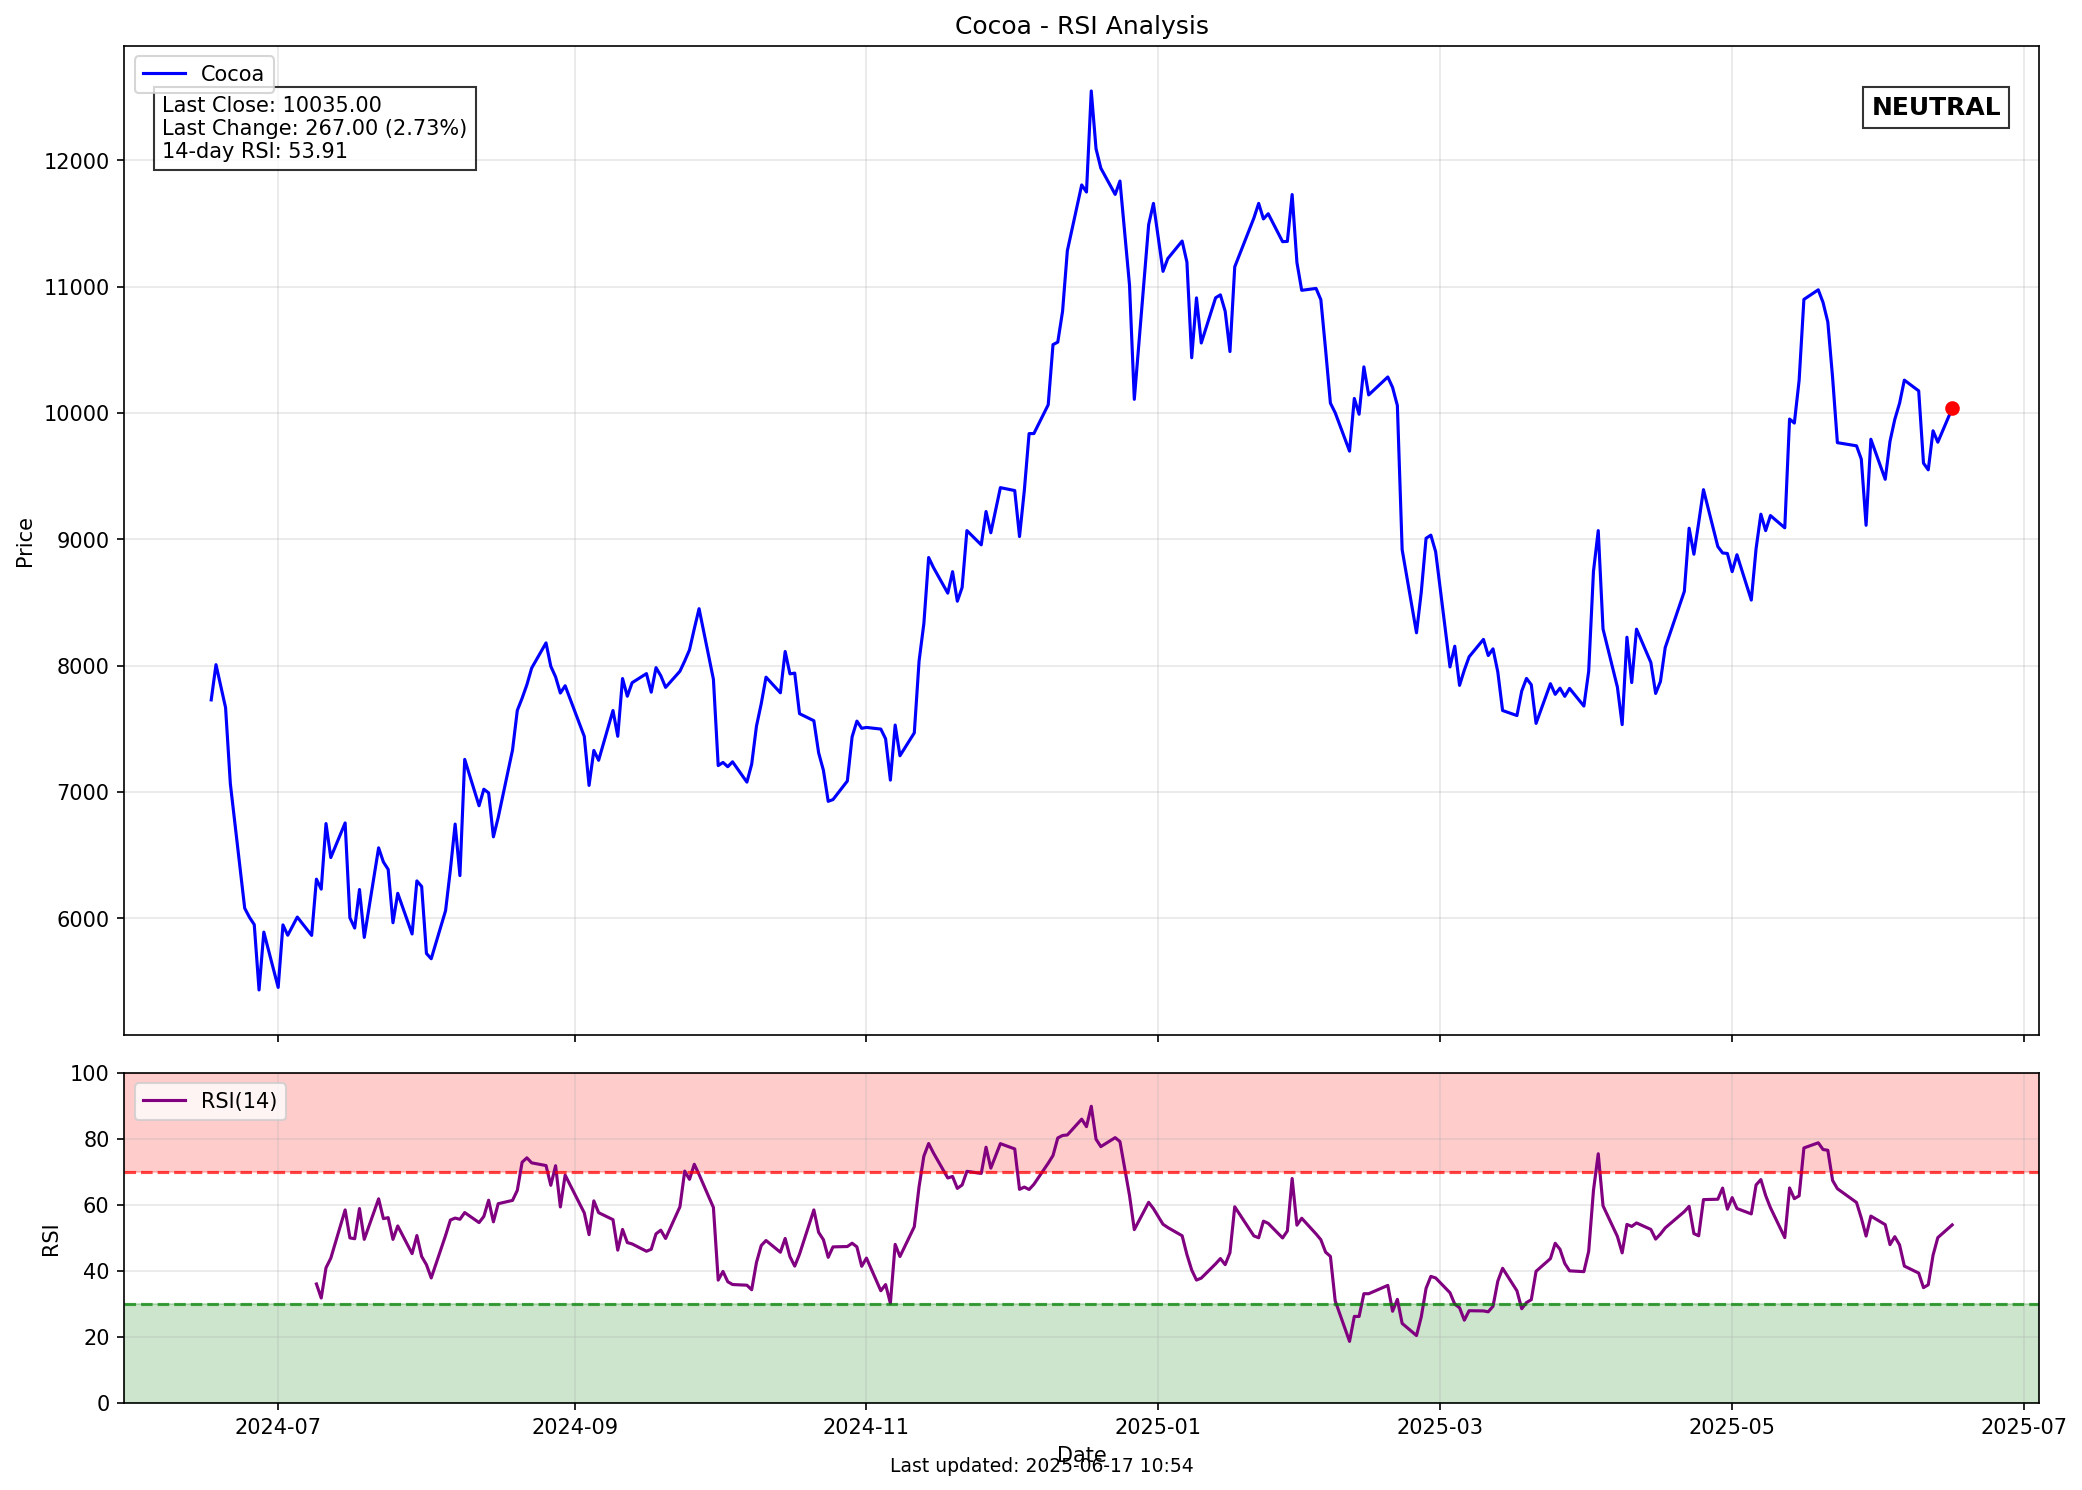 Cocoa - RSI Analysis
Cocoa
Last Close: 10035.00
Last Change: 267.00 (2.73%)
14-day RSI: 53.91
NEUTRAL
12000
11000
10000
9000
8000
7000
6000
Price
RSI(14)
100
80
60
40
20
0
RSI
2024-07 2024-09 2024-11 2025-01 2025-03 2025-05 2025-07
Date
Last updated: 2025-06-17 10:54